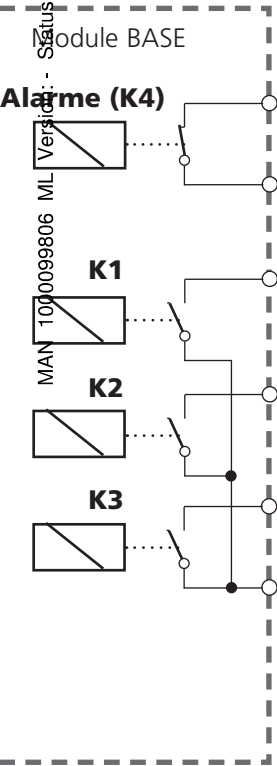 Module BASE
Alarme (K4)
K1
K2
K3
MAN 1000099806 ML Version: - Status